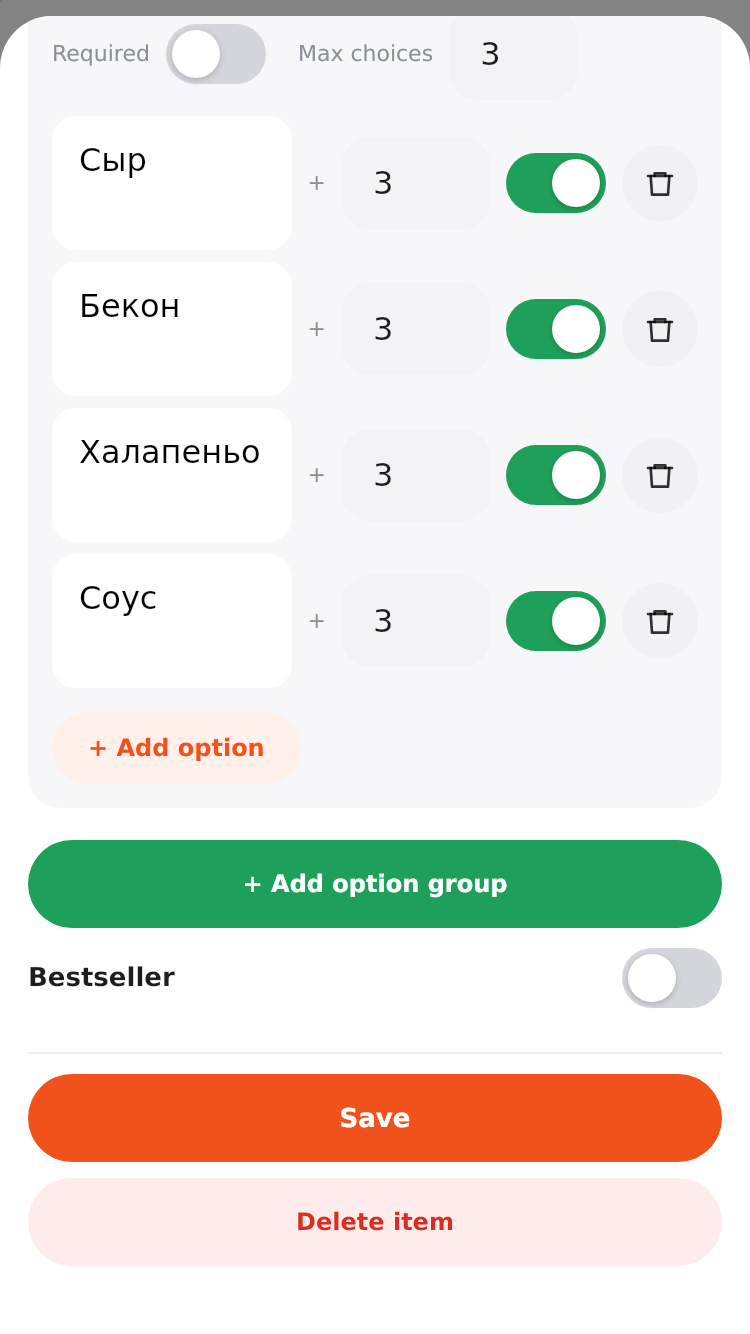 Required Max choices 3
Сыр + 3
Бекон + 3
Халапеньо + 3
Соус + 3
+ Add option
+ Add option group
Bestseller
Save
Delete item